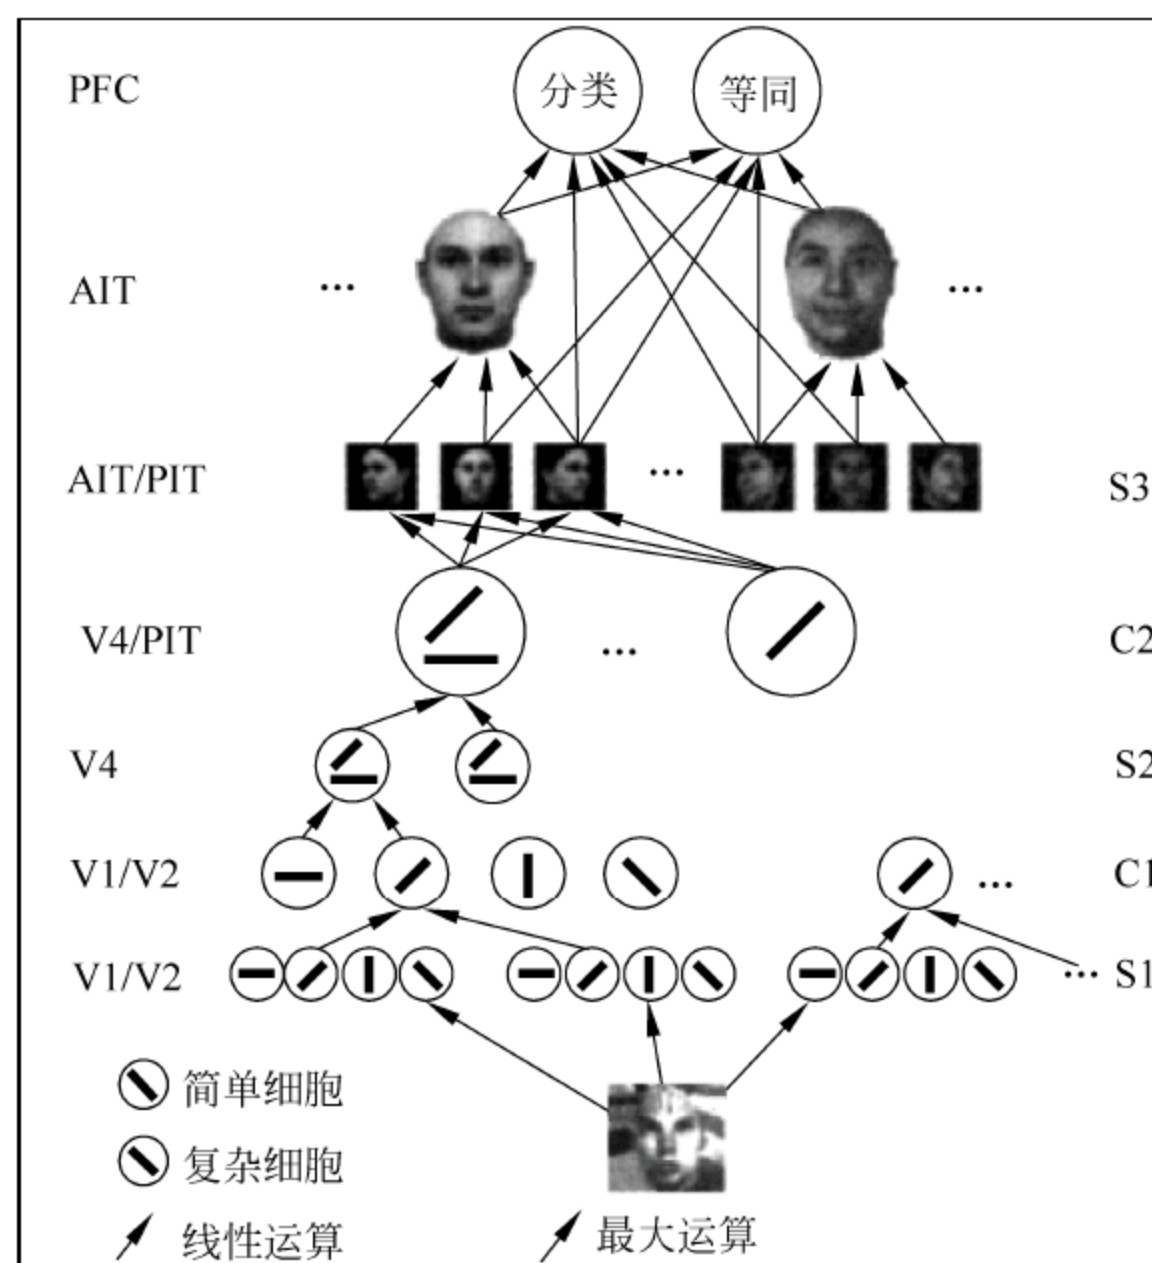 PFC 分类 等同
AIT ... ...
AIT/PIT ... S3
V4/PIT ... C2
V4 S2
V1/V2 ... C1
V1/V2 ... S1
简单细胞
复杂细胞
线性运算 最大运算